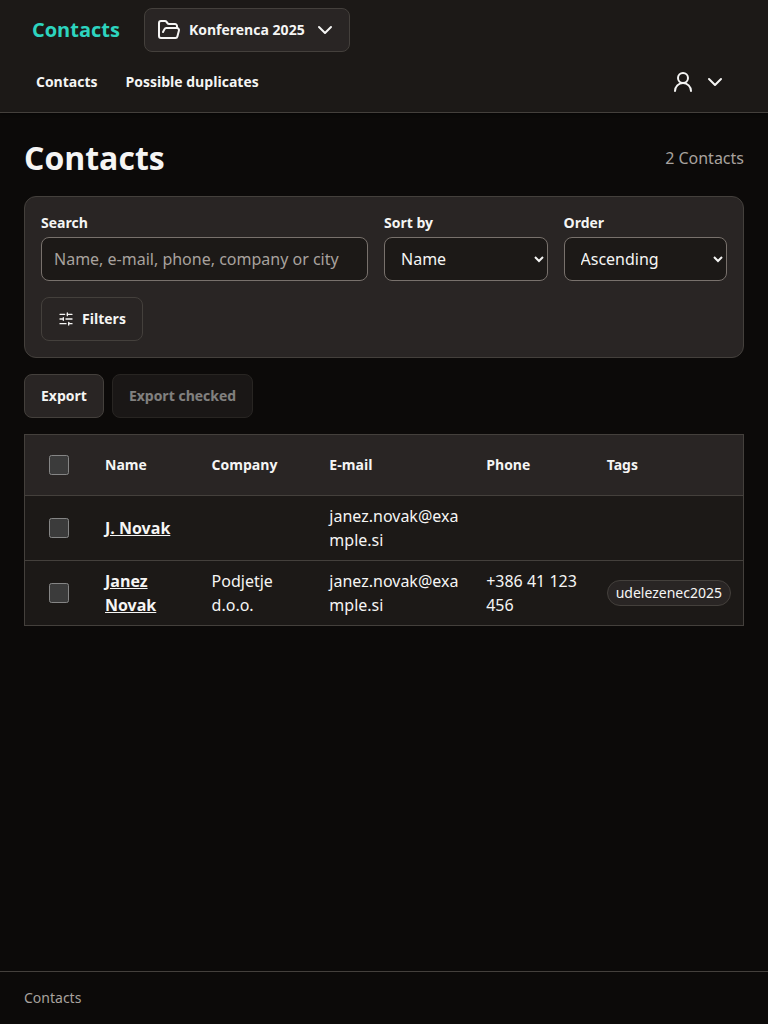 Contacts
Konferenca 2025
Contacts
Possible duplicates
Contacts
2 Contacts
Search
Sort by
Order
Name, e-mail, phone, company or city
Name
Ascending
Filters
Export
Export checked
Name
Company
E-mail
Phone
Tags
J. Novak
janez.novak@exa
mple.si
Janez
Novak
Podjetje
d.o.o.
janez.novak@exa
mple.si
+386 41 123
456
udelezenec2025
Contacts